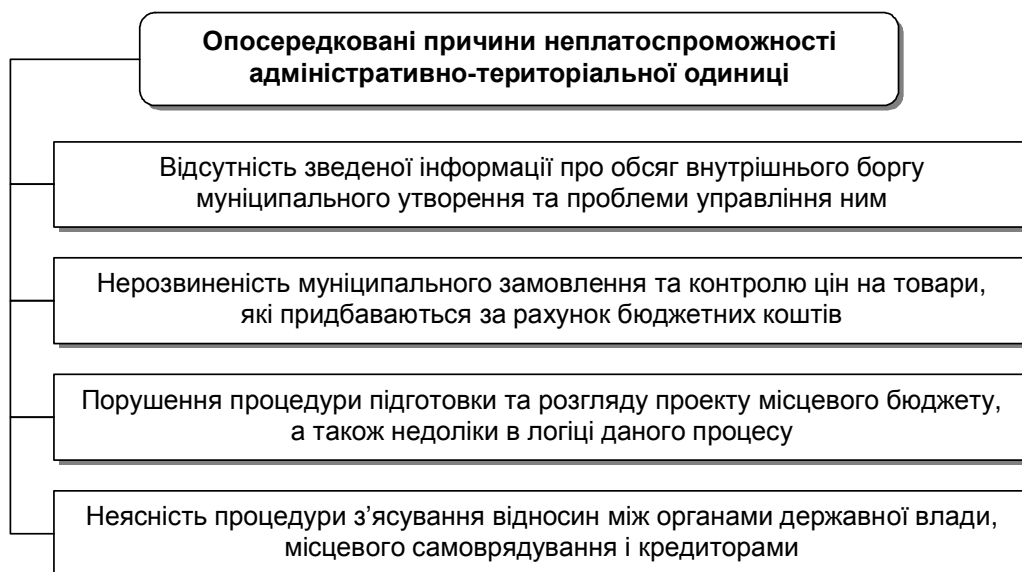 Опосередковані причини неплатоспроможності
адміністративно-територіальної одиниці
Відсутність зведеної інформації про обсяг внутрішнього боргу
муніципального утворення та проблеми управління ним
Нерозвиненість муніципального замовлення та контролю цін на товари,
які придбаваються за рахунок бюджетних коштів
Порушення процедури підготовки та розгляду проекту місцевого бюджету,
а також недоліки в логіці даного процесу
Неясність процедури з’ясування відносин між органами державної влади,
місцевого самоврядування і кредиторами